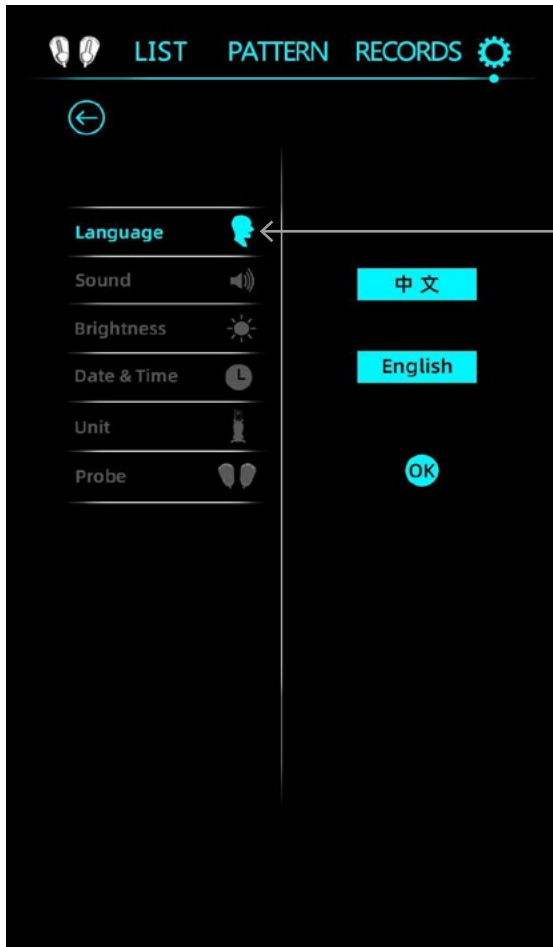 LIST PATTERN RECORDS
Language
Sound
中文
Brightness
Date & Time
English
Unit
Probe
OK